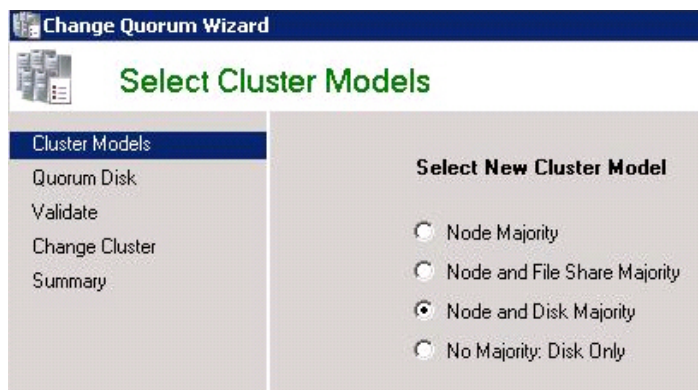 Change Quorum Wizard
Select Cluster Models
Cluster Models
Quorum Disk
Validate
Change Cluster
Summary
Select New Cluster Model
Node Majority
Node and File Share Majority
Node and Disk Majority
No Majority: Disk Only